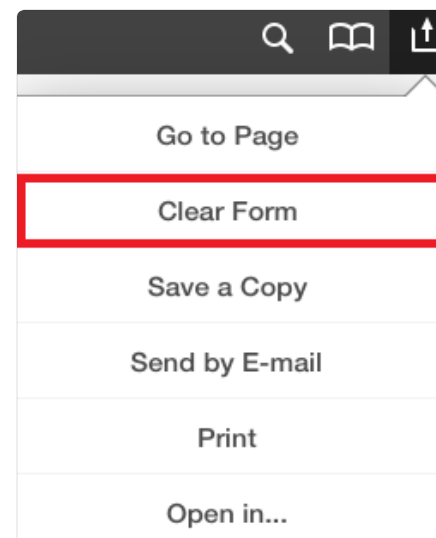 Go to Page
Clear Form
Save a Copy
Send by E-mail
Print
Open in...